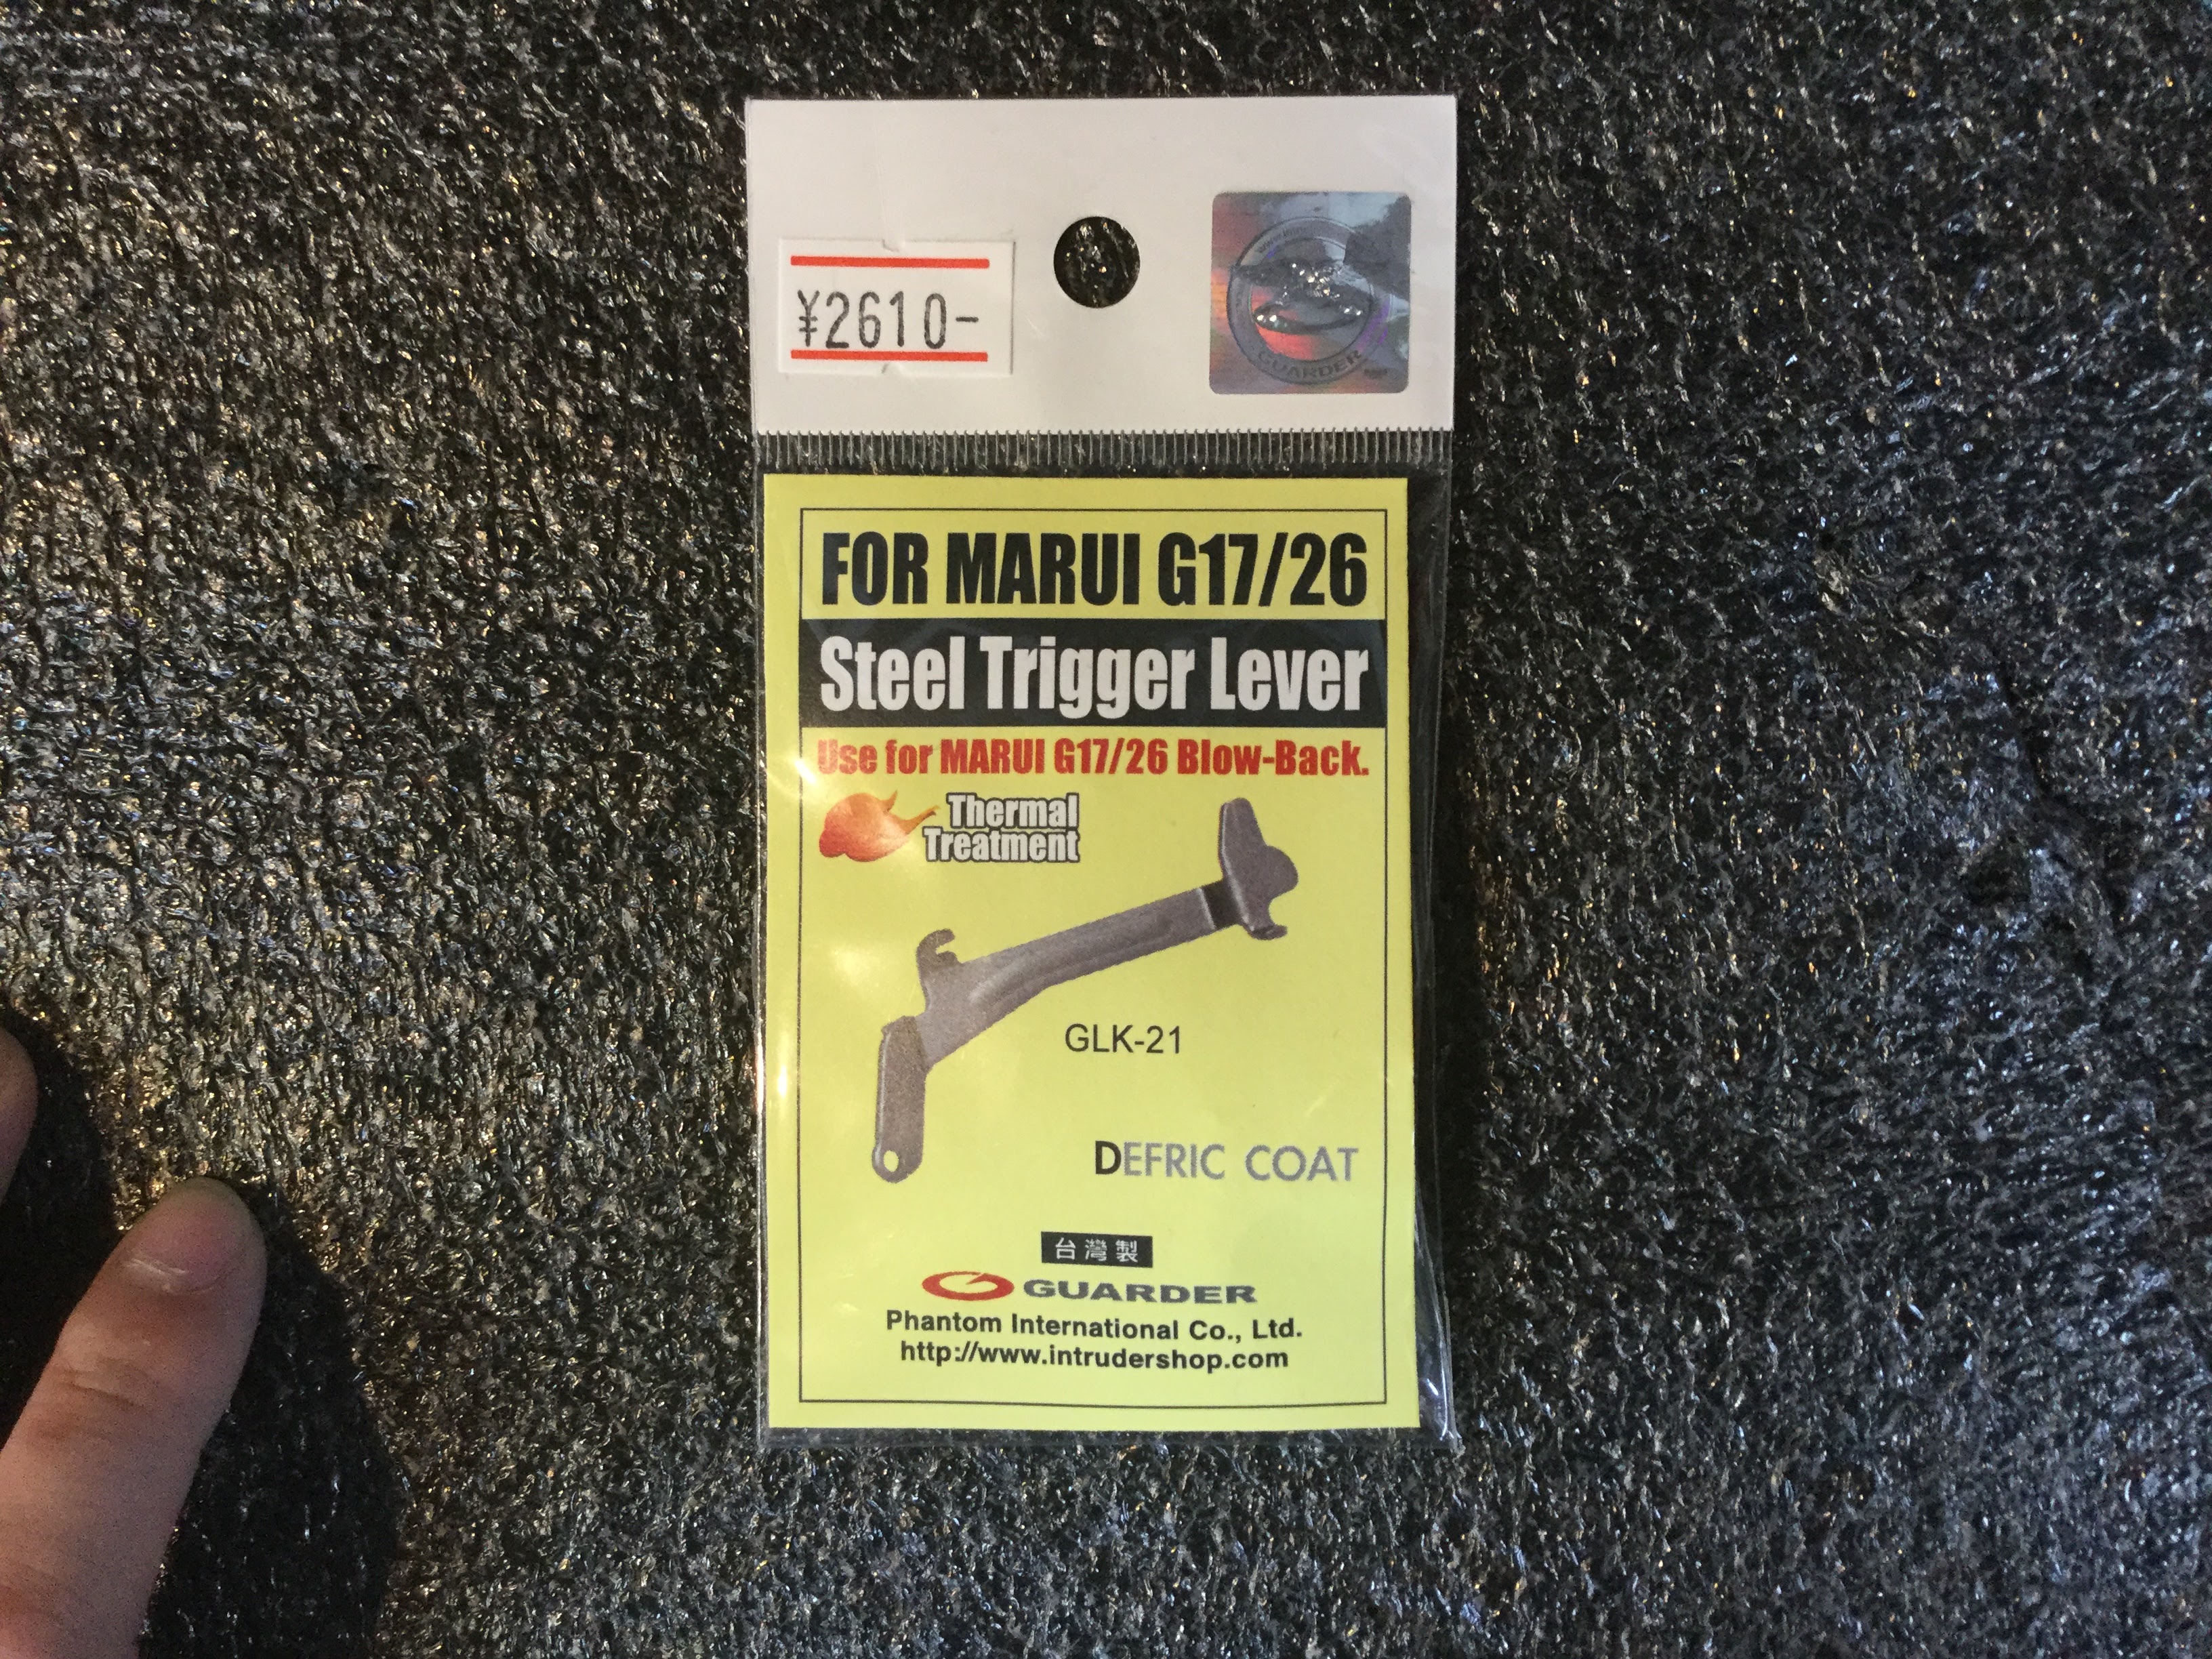 ¥2610-
GUARDER
FOR MARUI G17/26
Steel Trigger Lever
Use for MARUI G17/26 Blow-Back.
Thermal
Treatment
GLK-21
DEFRIC COAT
台灣製
GUARDER
Phantom International Co., Ltd.
http://www.intrudershop.com